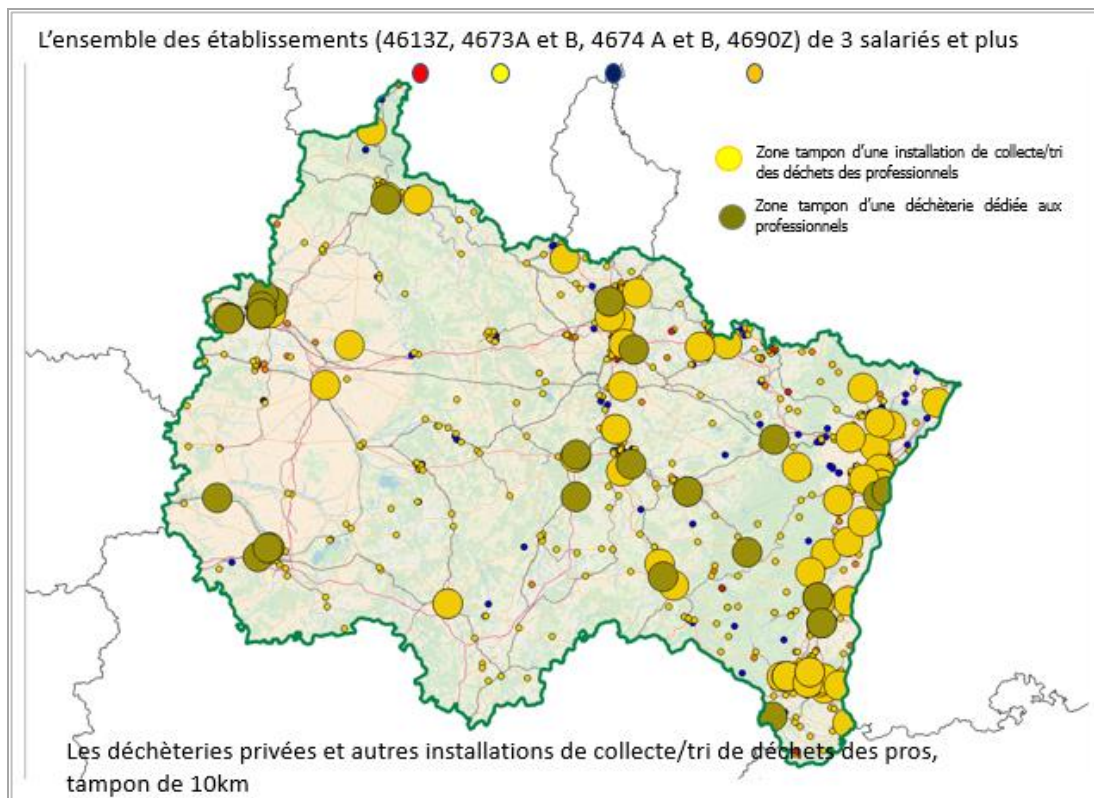 L'ensemble des établissements (4613Z, 4673A et B, 4674 A et B, 4690Z) de 3 salariés et plus
Zone tampon d'une installation de collecte/tri
des déchets des professionnels
Zone tampon d'une déchèterie dédiée aux
professionnels
Les déchèteries privées et autres installations de collecte/tri de déchets des pros,
tampon de 10km